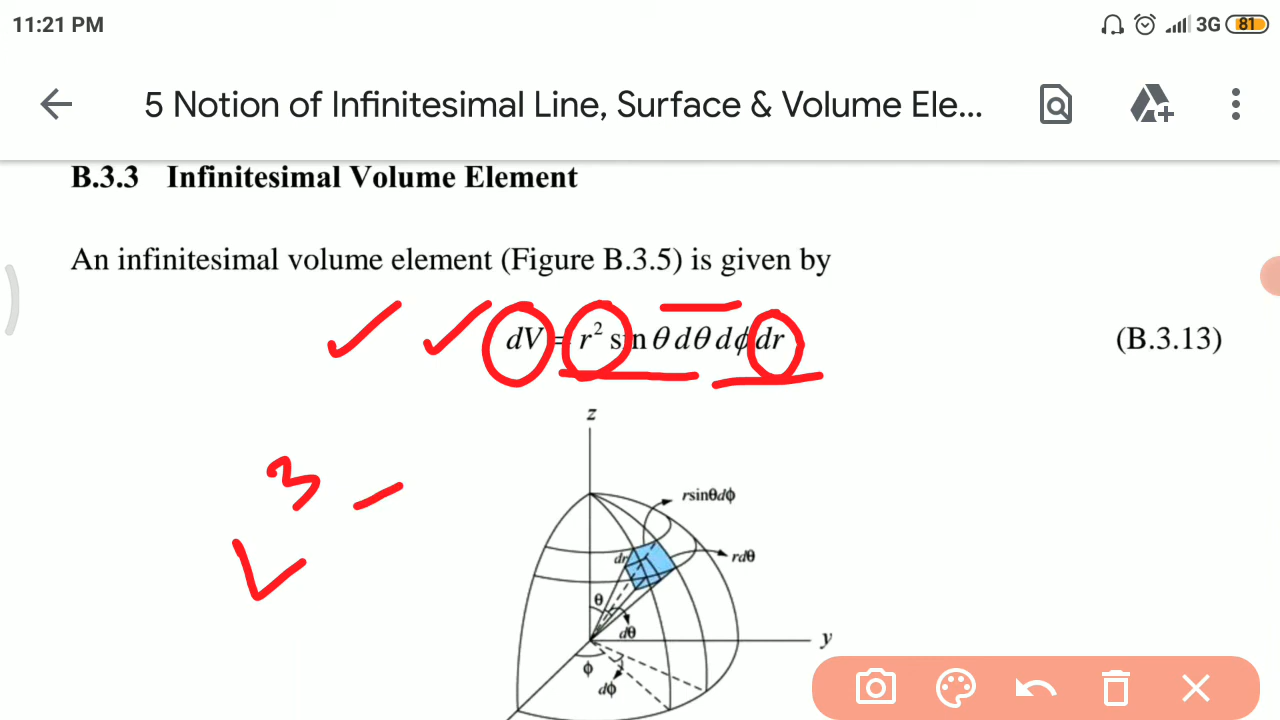 11:21 PM 3G 81
5 Notion of Infinitesimal Line, Surface & Volume Ele...
B.3.3 Infinitesimal Volume Element
An infinitesimal volume element (Figure B.3.5) is given by
dV = r² sin θ dθ dϕ dr (B.3.13)
z
3 -
rsinθdϕ
dr
rdθ
θ
dθ
y
ϕ
dϕ